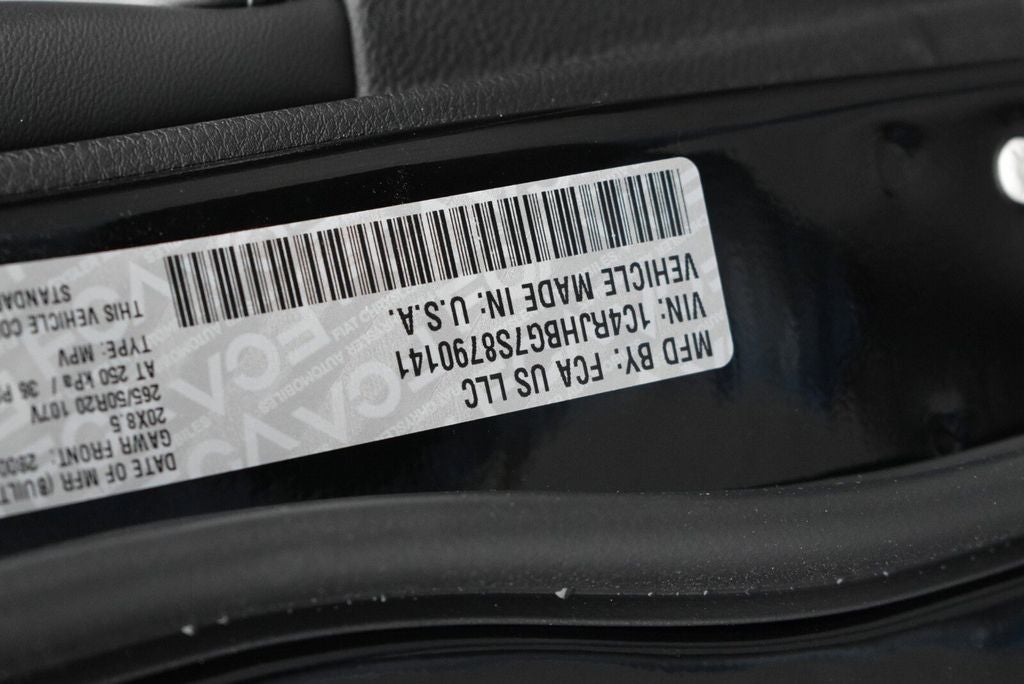 MFD BY: FCA US LLC
VIN: 1C4RJHBG7S8790141
VEHICLE MADE IN: U.S.A.
DATE OF MFR (BUILT
GAWR FRONT:
20X8.5
265/50R20 107V
AT 250 kPa / 36
TYPE: MPV
THIS VEHICLE